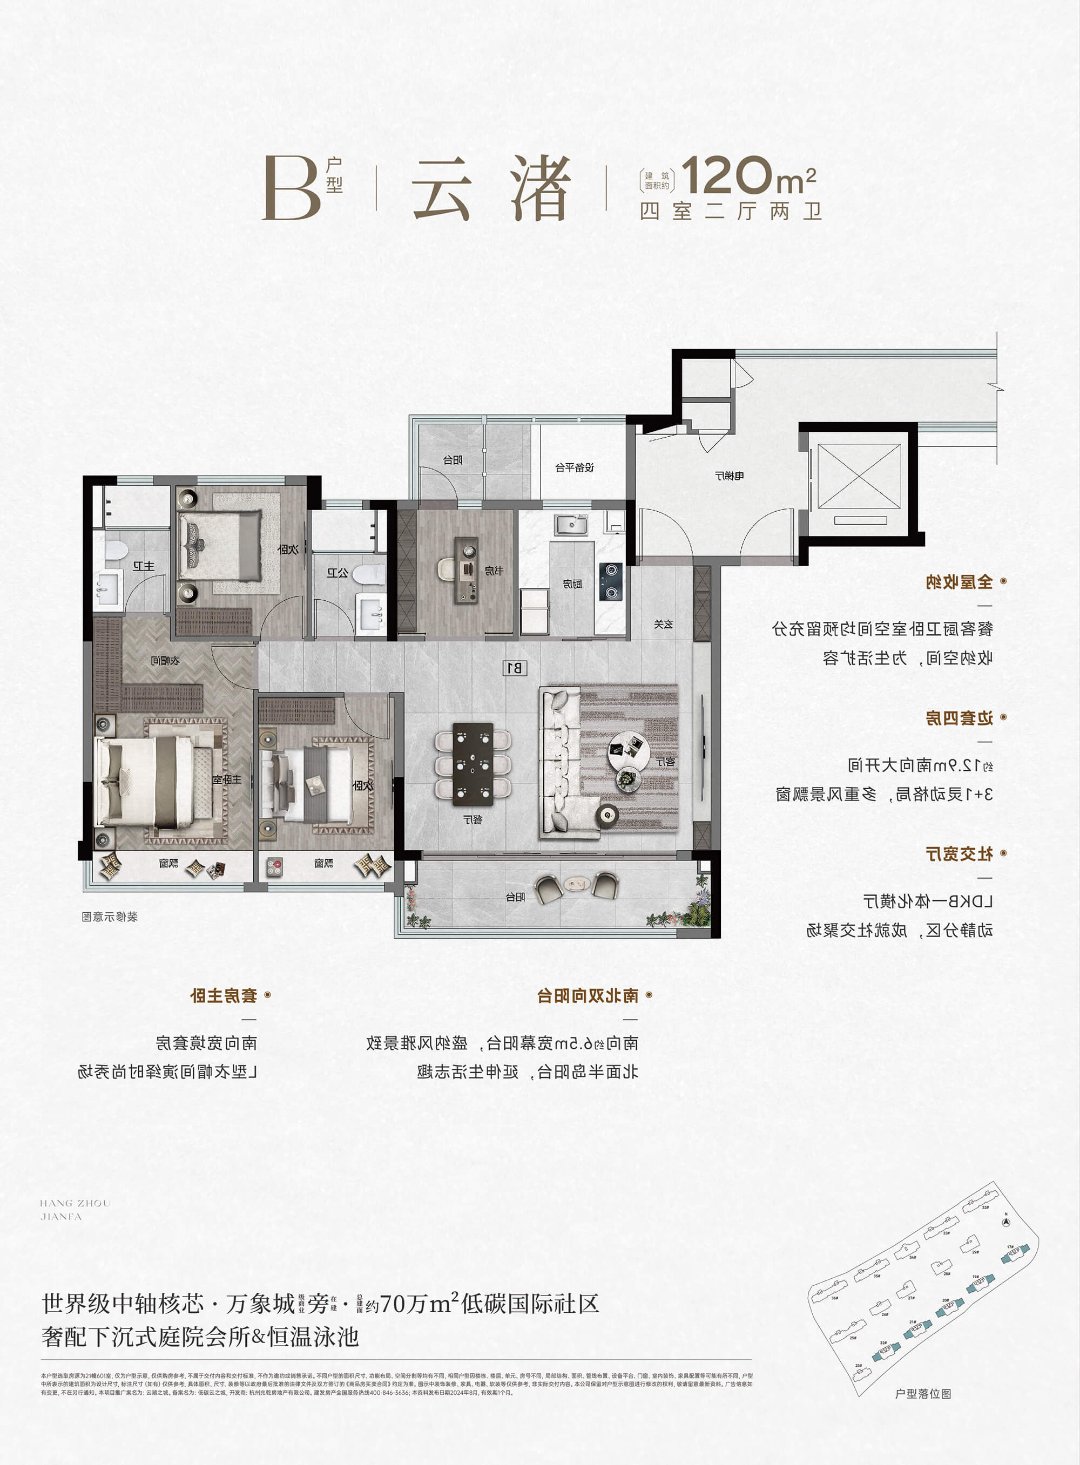 B 户型
云渚
建筑面积约 120m²
四室二厅两卫
阳台
设备平台
电梯厅
主卫
次卧
公卫
书房
厨房
玄关
衣帽间
B1
主卧室
次卧
客厅
餐厅
飘窗
飘窗
阳台
装修示意图
全屋收纳
餐客厨卫卧室空间均预留充分
收纳空间，为生活扩容
边套四房
约12.9m南向大开间
3+1灵动格局，多重风景飘窗
社交宽厅
LDKB一体化横厅
动静分区，成就社交聚场
套房主卧
南向宽境套房
L型衣帽间演绎时尚秀场
南北双向阳台
南向约6.5m宽幕阳台，盛纳风雅景致
北面半岛阳台，延伸生活志趣
HANG ZHOU
JIANFA
世界级中轴核芯·万象城级商业旁在建·总建面约70万m²低碳国际社区
奢配下沉式庭院会所&恒温泳池
户型落位图